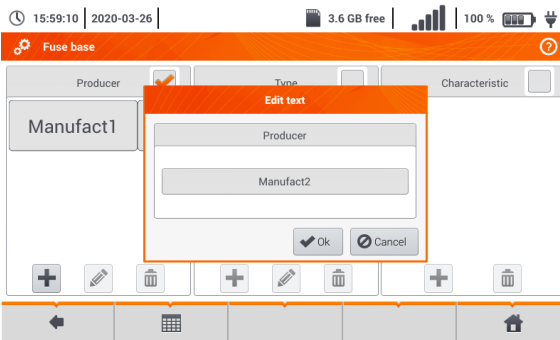 15:59:10 2020-03-26 3.6 GB free 100 %
Fuse base ?
Producer Type Characteristic
Edit text
Manufact1
Producer
Manufact2
Ok Cancel